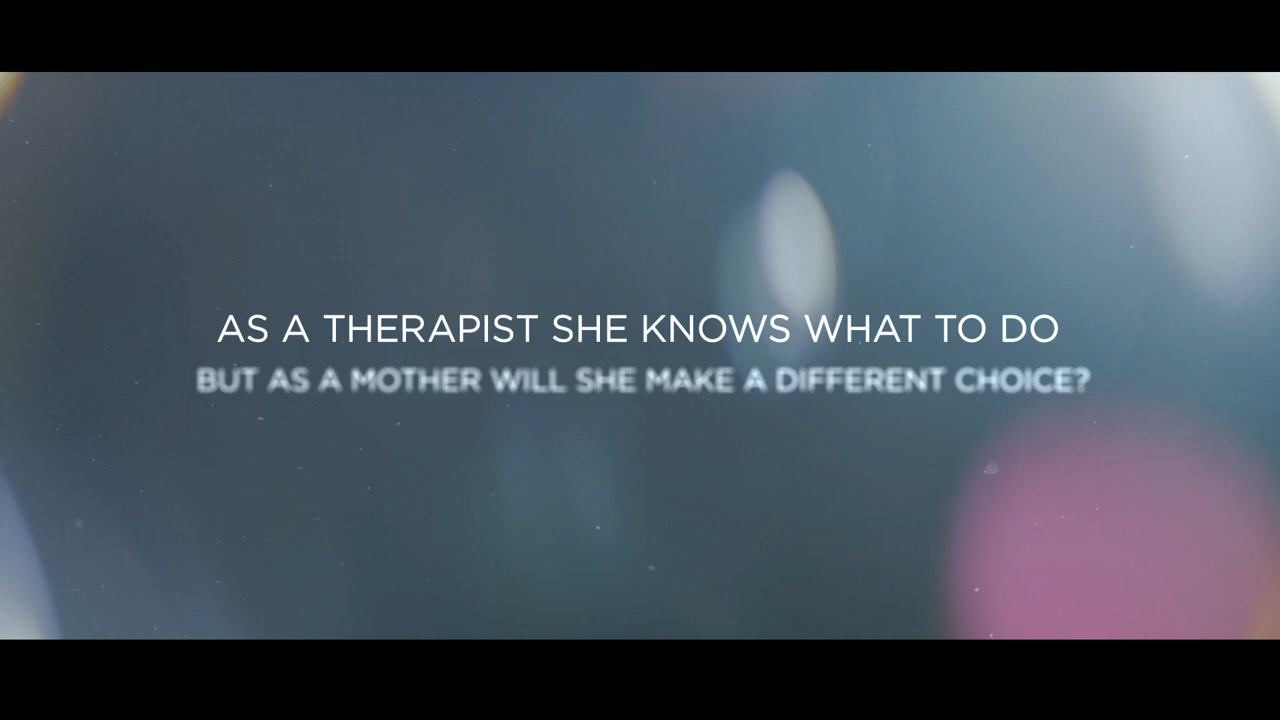 AS A THERAPIST SHE KNOWS WHAT TO DO
BUT AS A MOTHER WILL SHE MAKE A DIFFERENT CHOICE?